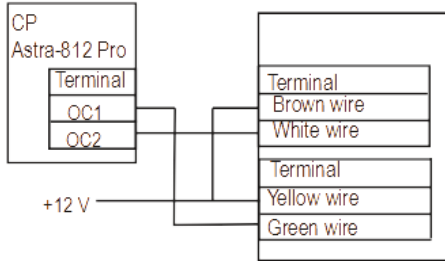 CP
Astra-812 Pro
Terminal
OC1
OC2
+12 V
Terminal
Brown wire
White wire
Terminal
Yellow wire
Green wire